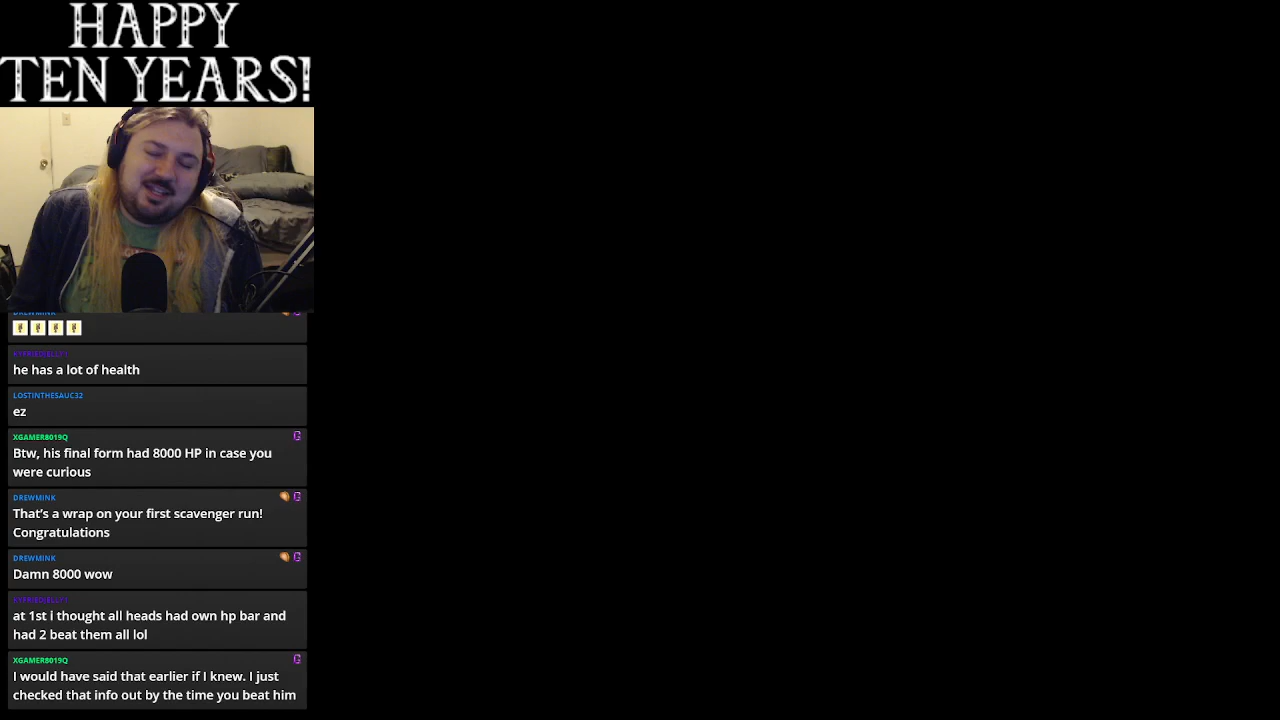 HAPPY
TEN YEARS!
DREWMINK
he has a lot of health
LOSTINTHESAUC32
ez
XGAMER8019Q
Btw, his final form had 8000 HP in case you
were curious
DREWMINK
That's a wrap on your first scavenger run!
Congratulations
DREWMINK
Damn 8000 wow
at 1st i thought all heads had own hp bar and
had 2 beat them all lol
XGAMER8019Q
I would have said that earlier if I knew. I just
checked that info out by the time you beat him